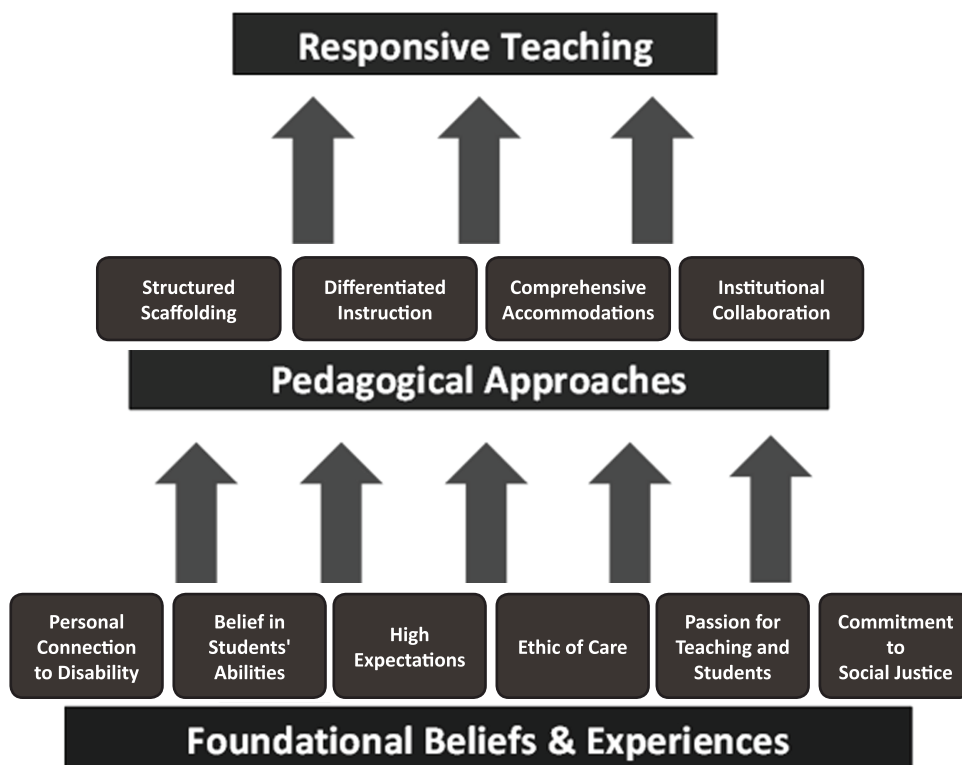 Responsive Teaching
Structured
Scaffolding
Differentiated
Instruction
Comprehensive
Accommodations
Institutional
Collaboration
Pedagogical Approaches
Personal
Connection
to Disability
Belief in
Students'
Abilities
High
Expectations
Ethic of Care
Passion for
Teaching and
Students
Commitment
to
Social Justice
Foundational Beliefs & Experiences